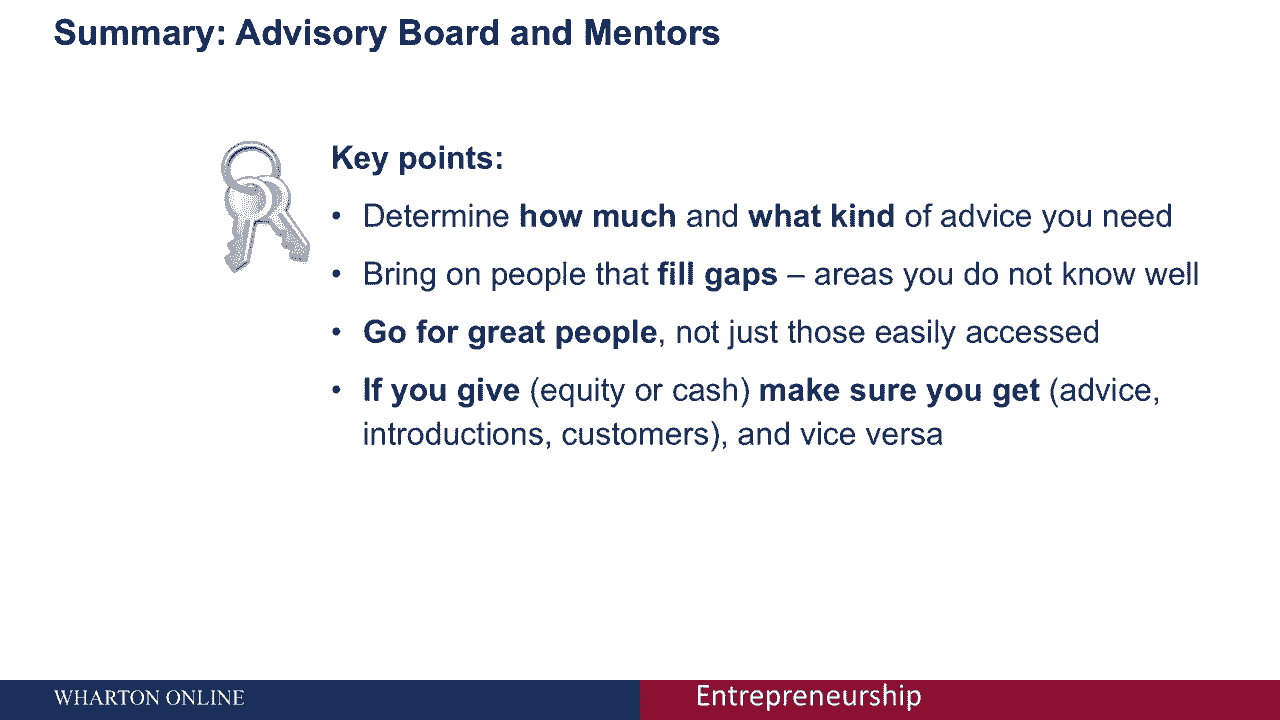 Summary: Advisory Board and Mentors
Key points:
• Determine how much and what kind of advice you need
• Bring on people that fill gaps – areas you do not know well
• Go for great people, not just those easily accessed
• If you give (equity or cash) make sure you get (advice,
introductions, customers), and vice versa
WHARTON ONLINE
Entrepreneurship